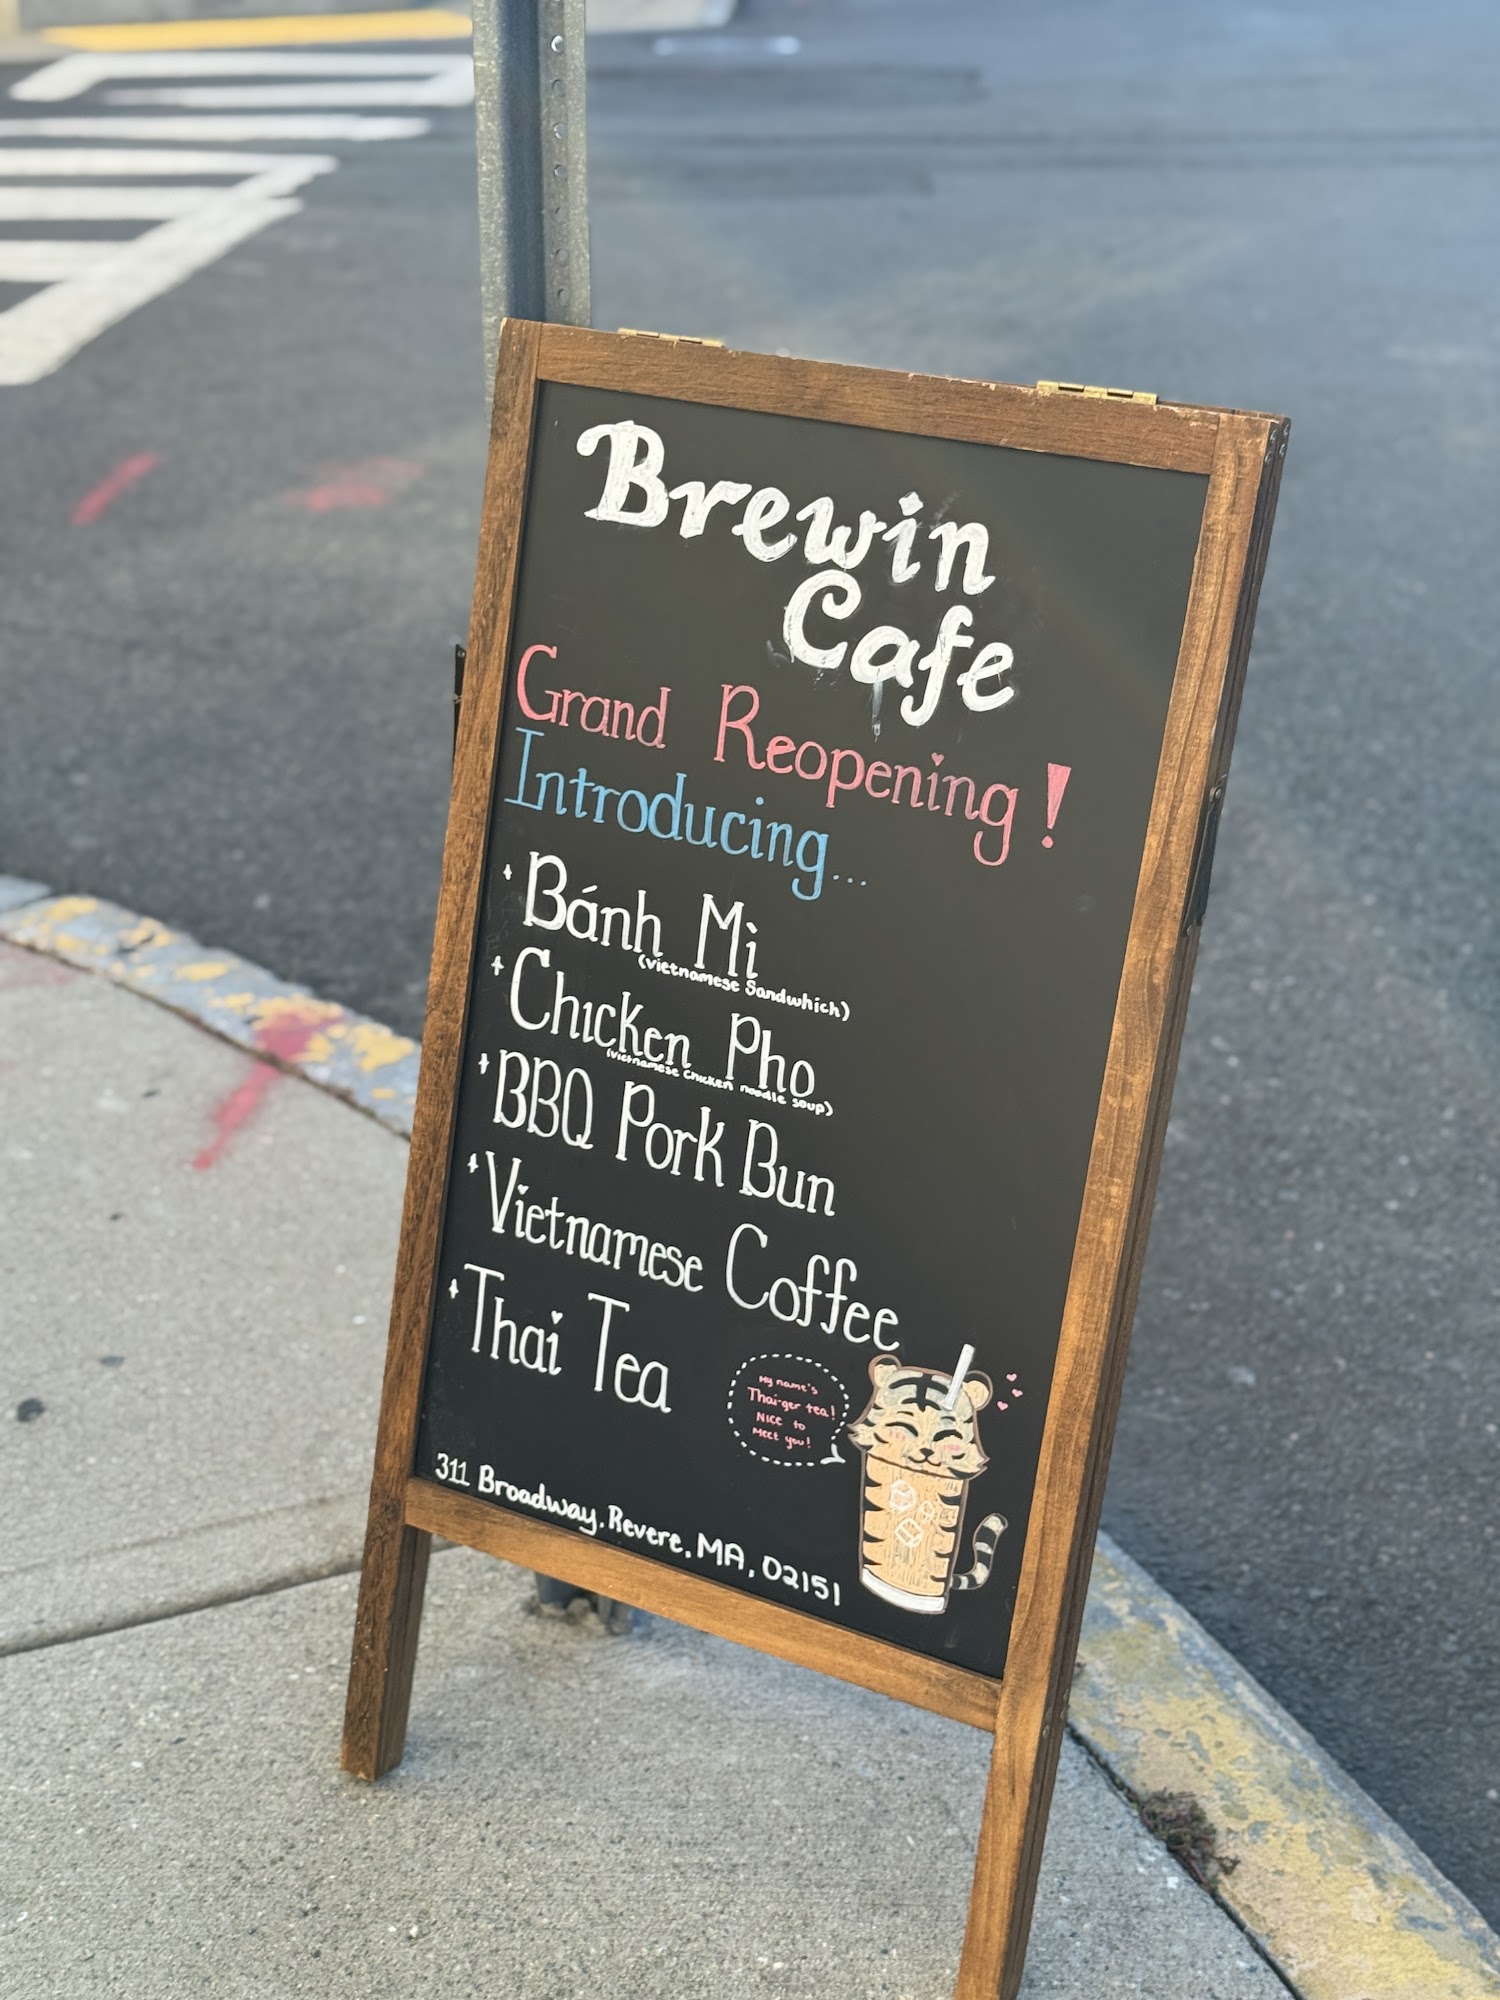 Brewin
Cafe
Grand Reopening!
Introducing...
Bánh Mì
(Vietnamese Sandwhich)
Chicken Pho
(Vietnamese Chicken noodle soup)
BBQ Pork Bun
Vietnamese Coffee
Thai Tea
My name's
Thai-ger tea!
Nice to
meet you!
311 Broadway. Revere. MA, 02151